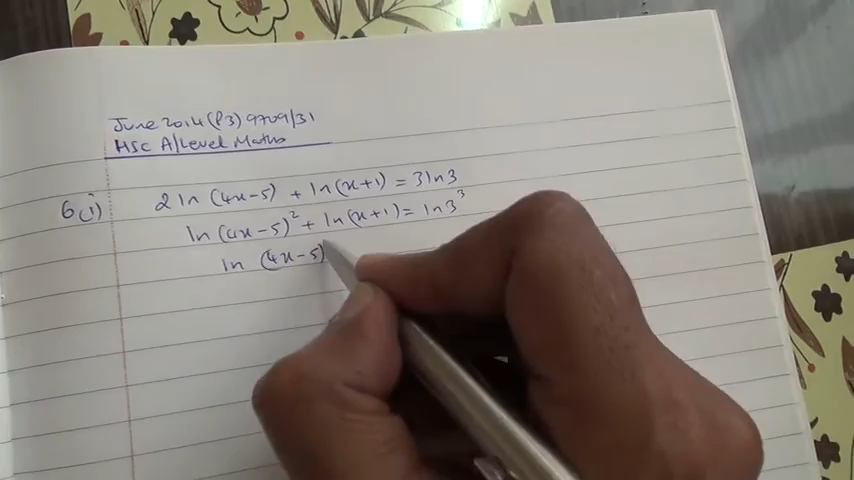 June 2014 (P3) 9709/31
HSC A/Level Maths
6(i) 2 ln (4x-5) + ln (x+1) = 3 ln 3
ln (4x-5)² + ln (x+1) = ln 3³
ln (4x-5)